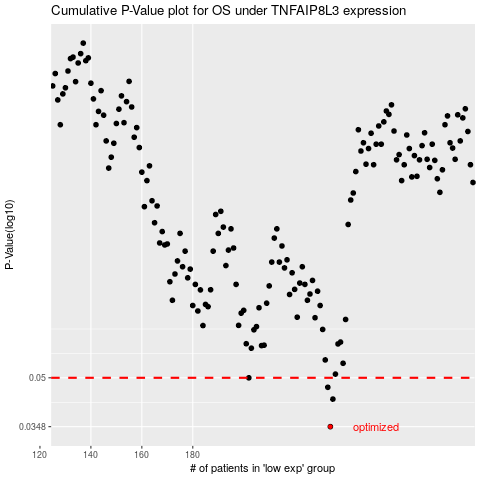 Cumulative P-Value plot for OS under TNFAIP8L3 expression
P-Value(log10)
0.05
0.0348
optimized
120 140 160 180
# of patients in 'low exp' group